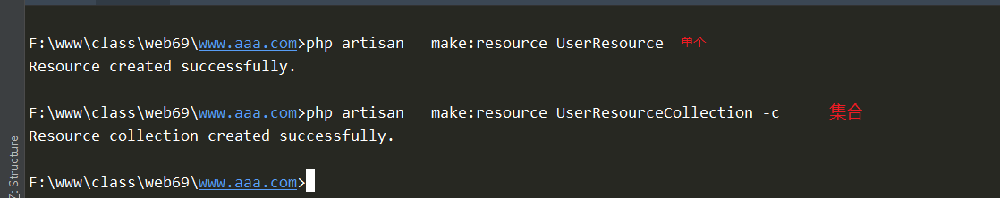 F:\www\class\web69\www.aaa.com>php artisan   make:resource UserResource 单个
Resource created successfully.
F:\www\class\web69\www.aaa.com>php artisan   make:resource UserResourceCollection -c 集合
Resource collection created successfully.
F:\www\class\web69\www.aaa.com>
Z: Structure